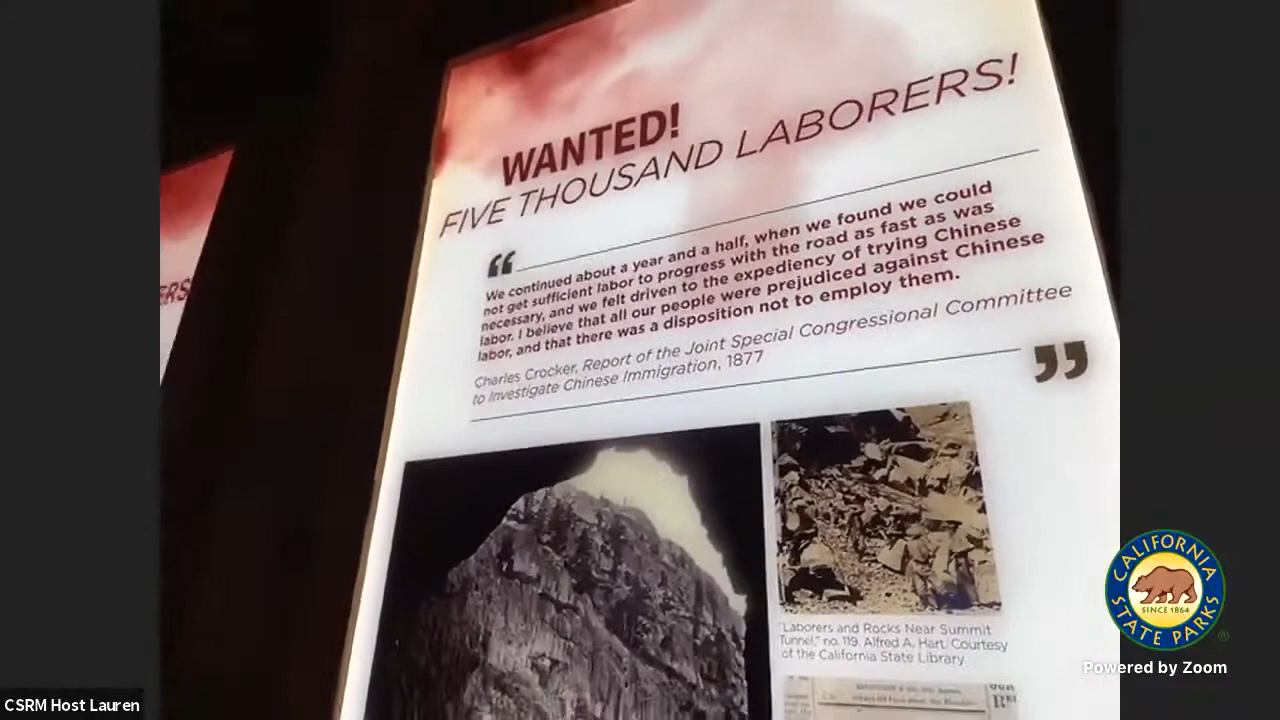 WANTED!
FIVE THOUSAND LABORERS!
“
We continued about a year and a half, when we found we could
not get sufficient labor to progress with the road as fast as was
necessary, and we felt driven to the expediency of trying Chinese
labor. I believe that all our people were prejudiced against Chinese
labor, and that there was a disposition not to employ them.
Charles Crocker, Report of the Joint Special Congressional Committee
to Investigate Chinese Immigration, 1877
”
ERS
"Laborers and Rocks Near Summit
Tunnel," no. 119. Alfred A. Hart. Courtesy
of the California State Library.
CALIFORNIA
SINCE 1864
STATE PARKS
®
Powered by Zoom
CSRM Host Lauren